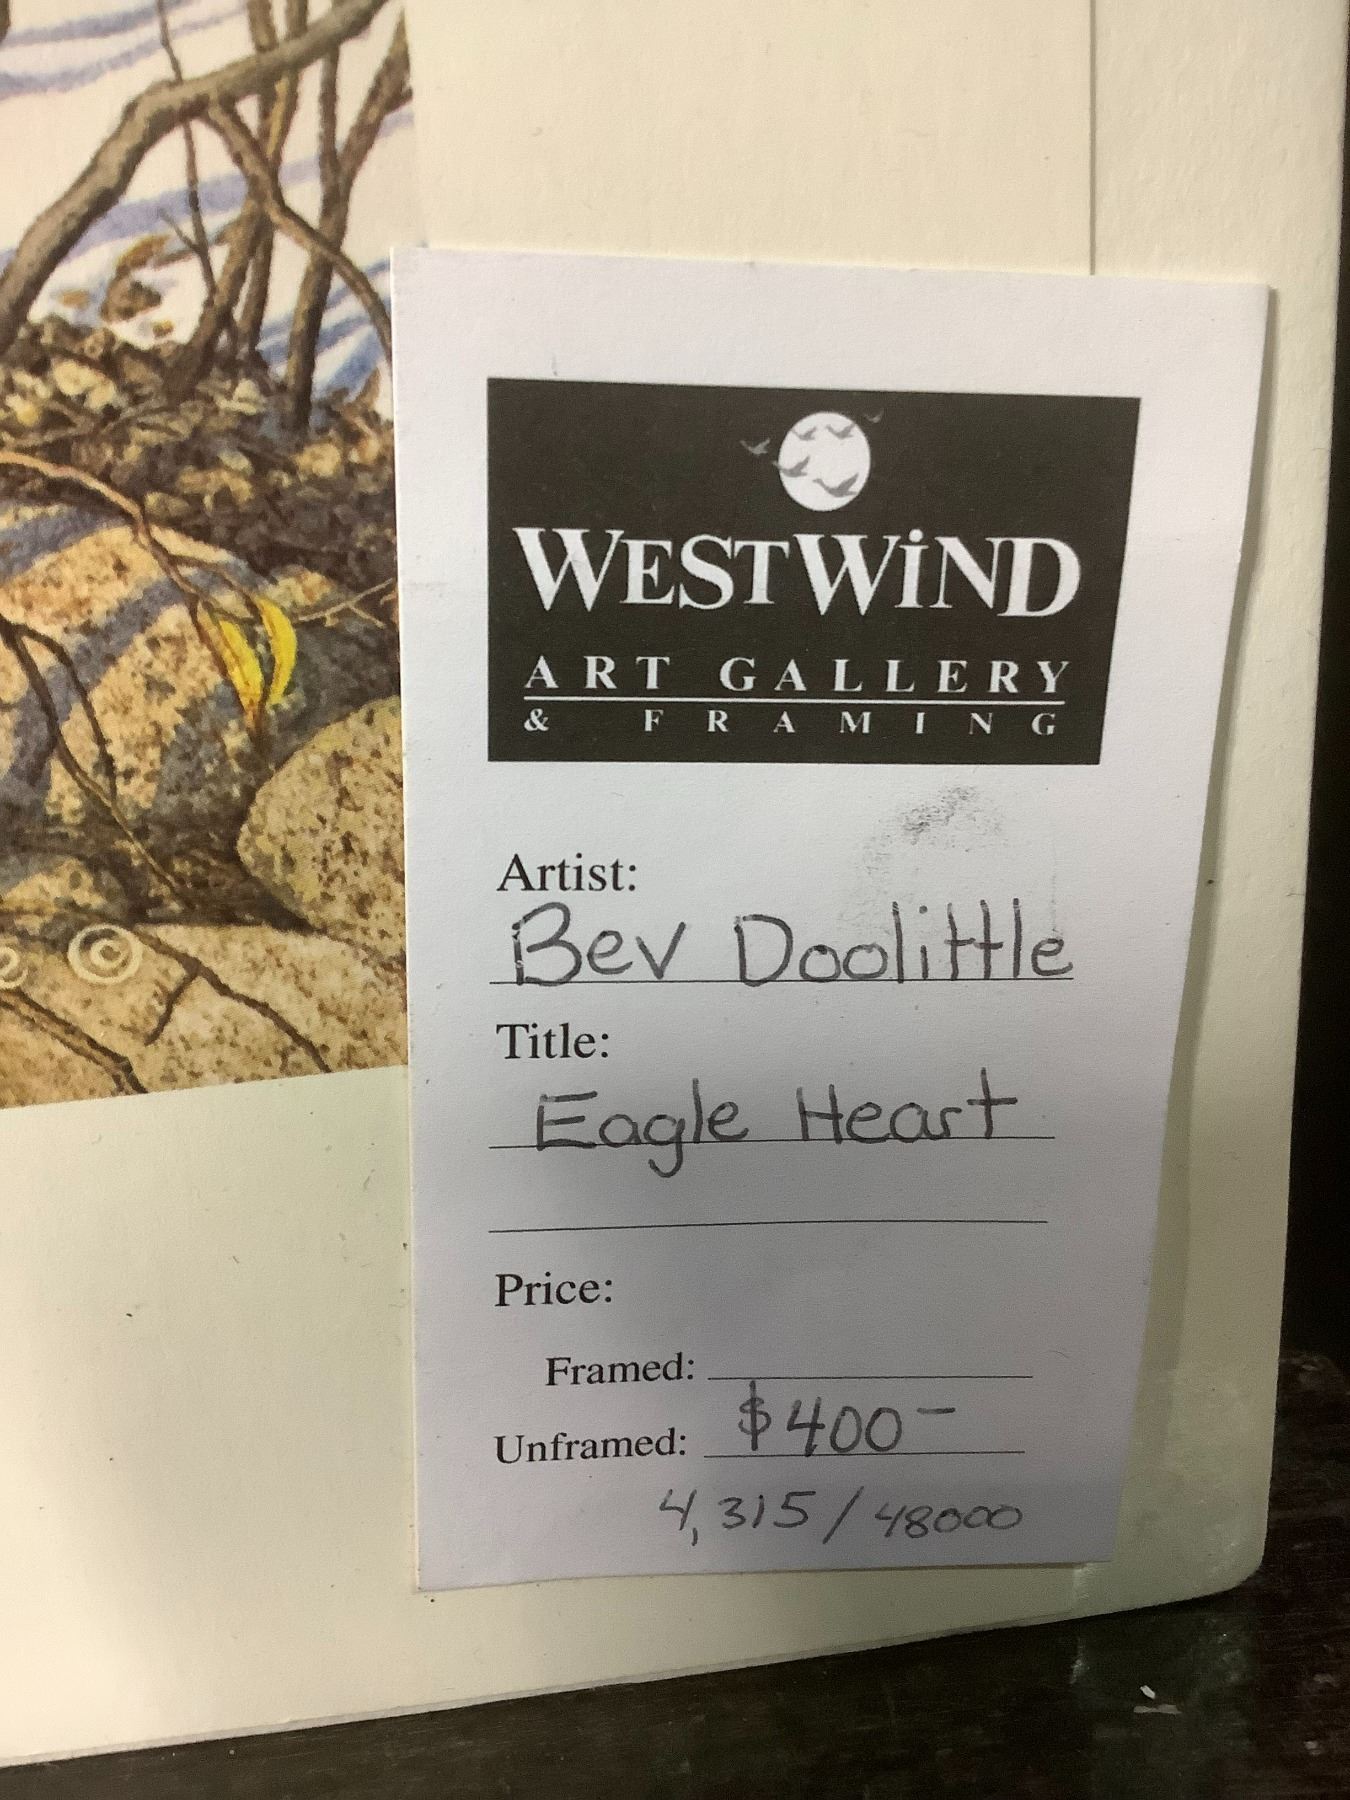 WESTWiND
ART GALLERY
& FRAMING
Artist:
Bev Doolittle
Title:
Eagle Heart
Price:
Framed:
Unframed: $400-
4,315/48000
e ©